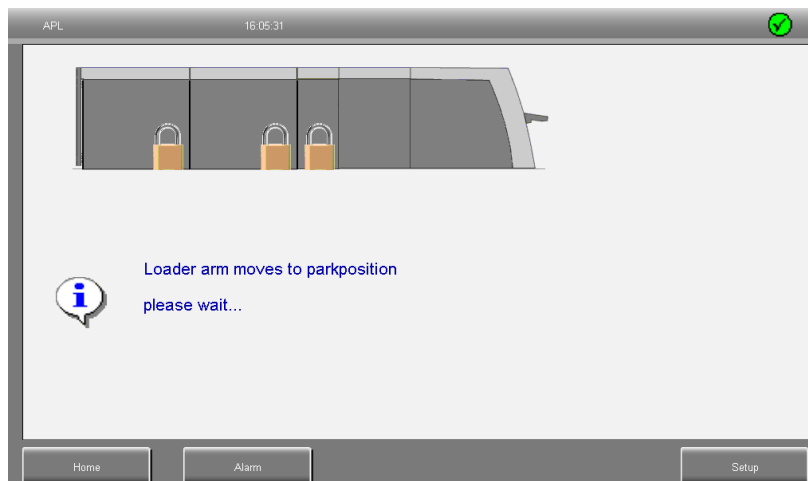 APL
16:05:31
Loader arm moves to parkposition
please wait...
Home
Alarm
Setup